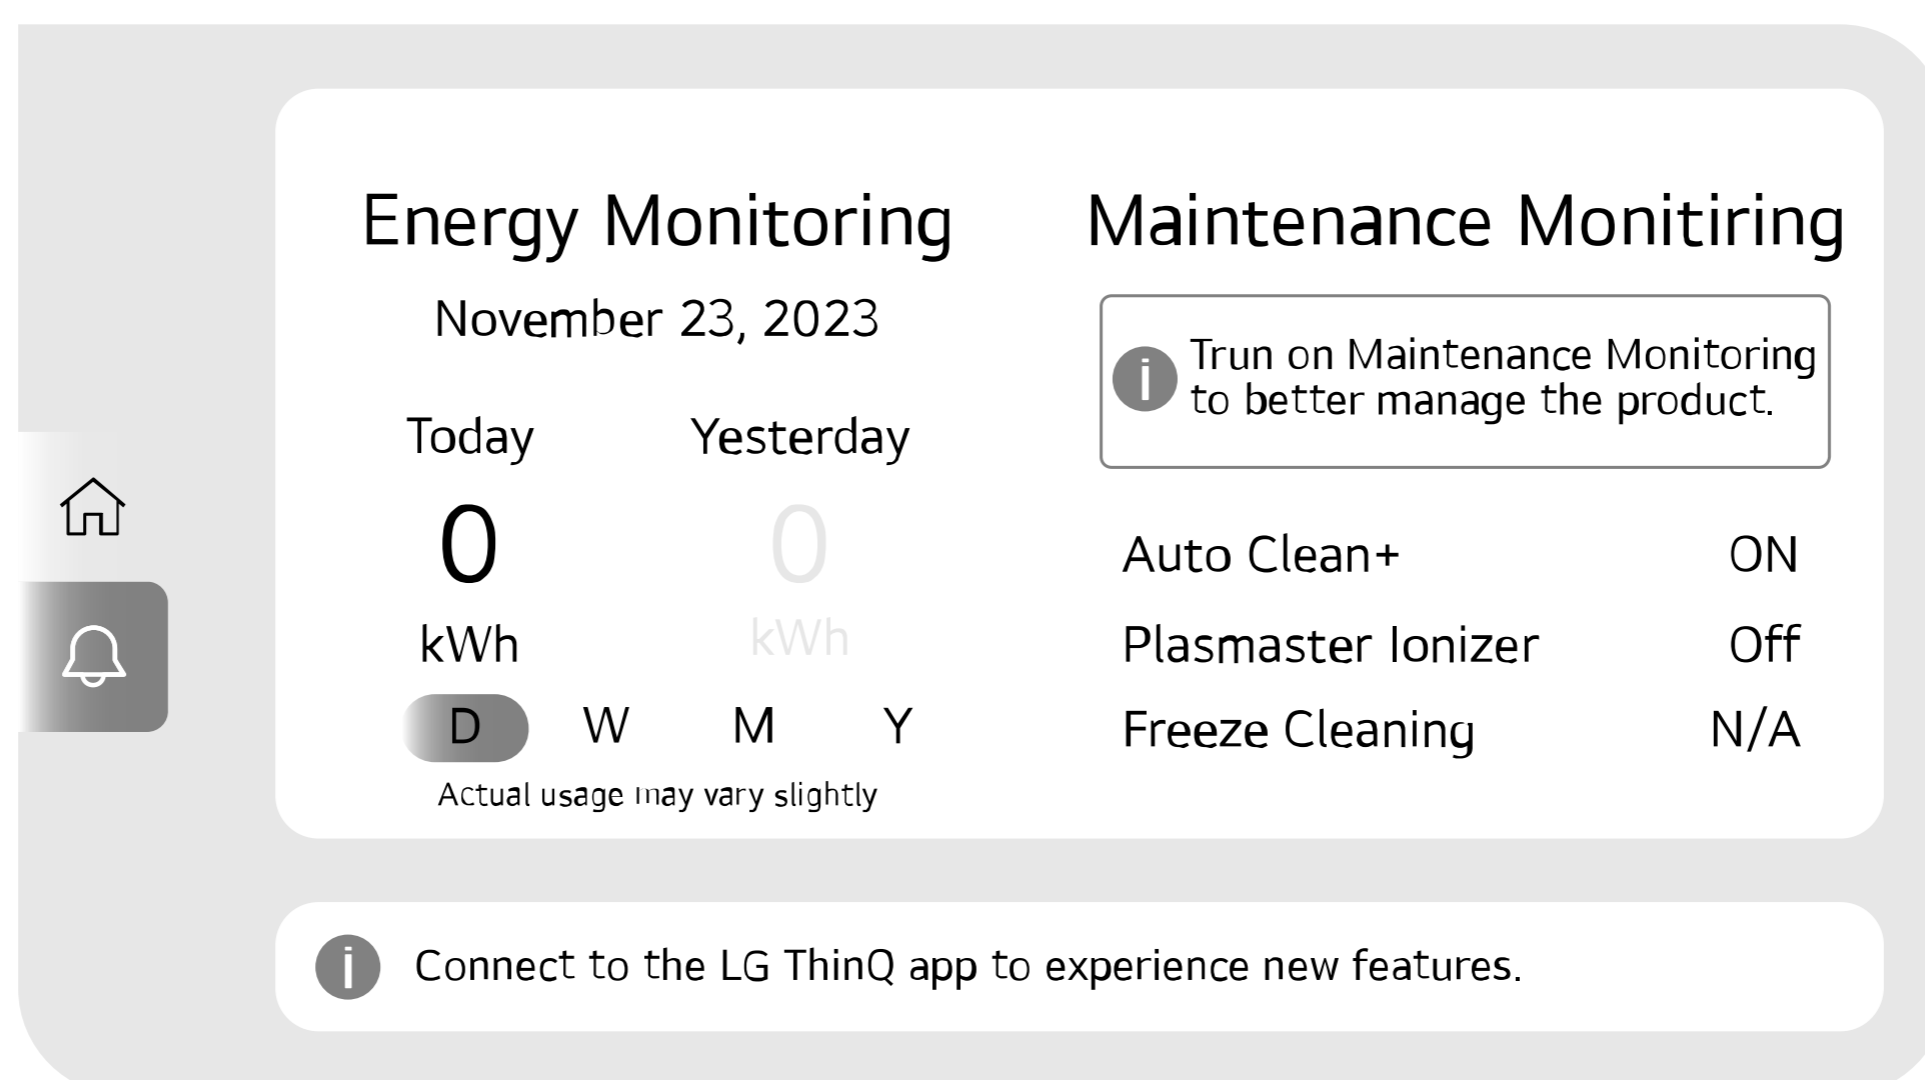 Energy Monitoring
November 23, 2023
Today Yesterday
0 0
kWh kWh
D W M Y
Actual usage may vary slightly
Maintenance Monitiring
i Trun on Maintenance Monitoring
to better manage the product.
Auto Clean+ ON
Plasmaster Ionizer Off
Freeze Cleaning N/A
i Connect to the LG ThinQ app to experience new features.